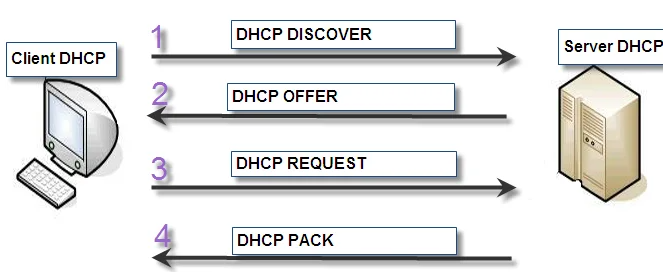 1 DHCP DISCOVER
Client DHCP
Server DHCP
2 DHCP OFFER
3 DHCP REQUEST
4 DHCP PACK